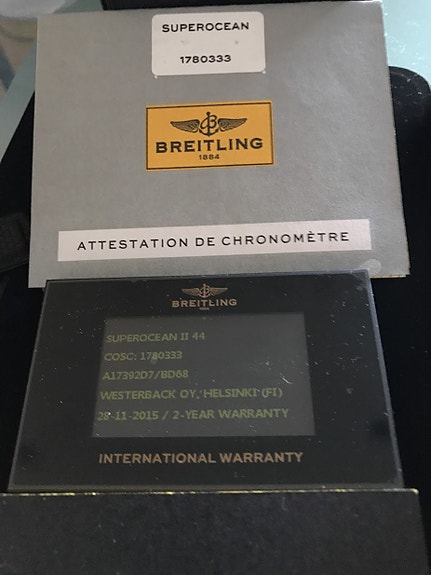 SUPEROCEAN
1780333
BREITLING
1884
ATTESTATION DE CHRONOMÈTRE
BREITLING
1884
SUPEROCEAN II 44
COSC: 1780333
A17392D7/BD68
WESTERBACK OY, HELSINKI (FI)
28-11-2015 / 2-YEAR WARRANTY
INTERNATIONAL WARRANTY